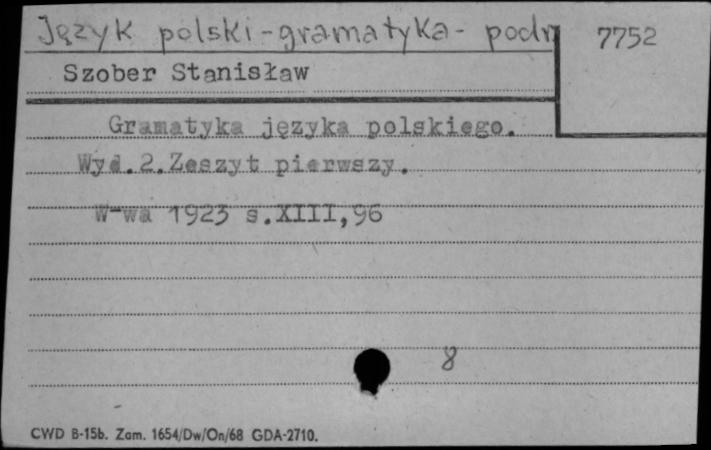 Język polski - gramatyka - podr
7752
Szober Stanisław
Gramatyka języka polskiego.
Wyd.2.Zeszyt pierwszy.
W-wa 1923 s.XIII,96
8
CWD B-15b. Zam. 1654/Dw/On/68 GDA-2710.